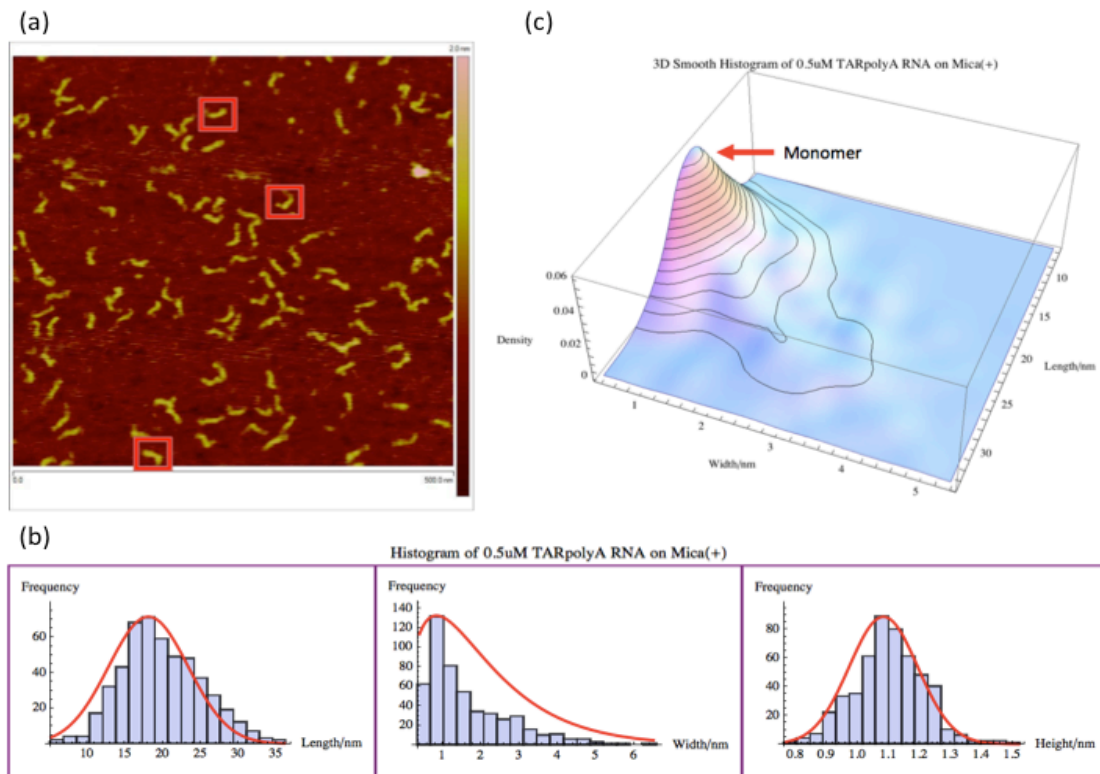 (a)
2.0 nm
0.0
500.0 nm
(c)
3D Smooth Histogram of 0.5uM TARpolyA RNA on Mica(+)
Monomer
0.06
0.04
0.02
0
Density
1
2
3
4
5
Width/nm
10
15
20
25
30
Length/nm
(b)
Histogram of 0.5uM TARpolyA RNA on Mica(+)
Frequency
60
40
20
10
15
20
25
30
35
Length/nm
Frequency
140
120
100
80
60
40
20
1
2
3
4
5
6
Width/nm
Frequency
80
60
40
20
0.8
0.9
1.0
1.1
1.2
1.3
1.4
1.5
Height/nm